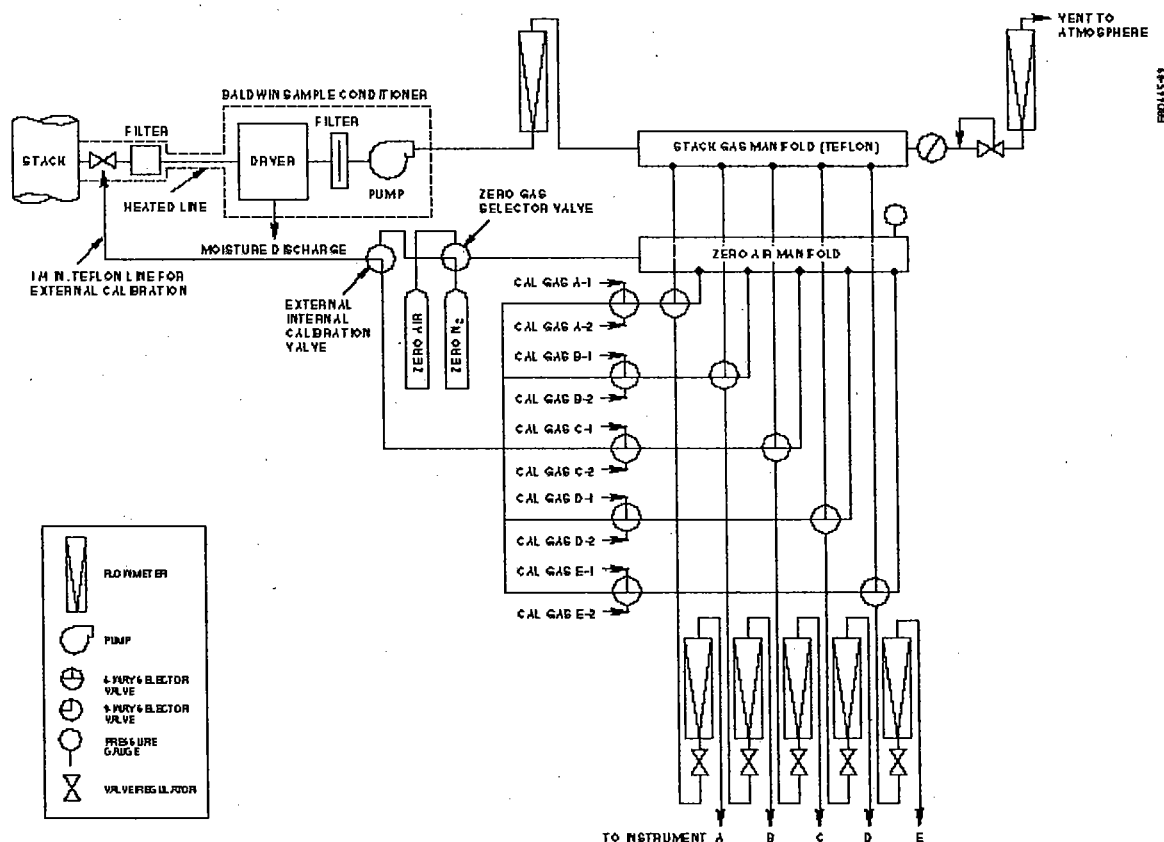 VENT TO
ATMOSPHERE
BALDWIN SAMPLE CONDITIONER
FILTER
FILTER
STACK
DRYER
STACK GAS MANIFOLD (TEFLON)
PUMP
HEATED LINE
ZERO GAS
SELECTOR VALVE
MOISTURE DISCHARGE
ZERO AIR MANIFOLD
1/4 IN. TEFLON LINE FOR
EXTERNAL CALIBRATION
EXTERNAL
INTERNAL
CALIBRATION
VALVE
ZERO AIR
ZERO N2
CAL GAS A-1
CAL GAS A-2
CAL GAS B-1
CAL GAS B-2
CAL GAS C-1
CAL GAS C-2
CAL GAS D-1
CAL GAS D-2
CAL GAS E-1
CAL GAS E-2
FLOWMETER
PUMP
SELECTOR
VALVE
SELECTOR
VALVE
PRESSURE
GAUGE
VALVE REGULATOR
TO INSTRUMENT A B C D E